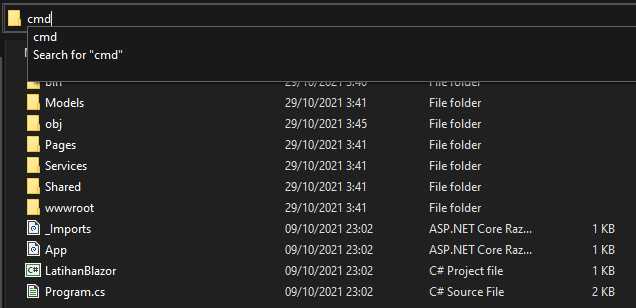 cmd
cmd
Search for "cmd"
bin 29/10/2021 3:46 File folder
Models 29/10/2021 3:41 File folder
obj 29/10/2021 3:45 File folder
Pages 29/10/2021 3:41 File folder
Services 29/10/2021 3:41 File folder
Shared 29/10/2021 3:41 File folder
wwwroot 29/10/2021 3:41 File folder
_Imports 09/10/2021 23:02 ASP.NET Core Raz... 1 KB
App 09/10/2021 23:02 ASP.NET Core Raz... 1 KB
LatihanBlazor 09/10/2021 23:02 C# Project file 1 KB
Program.cs 09/10/2021 23:02 C# Source File 2 KB